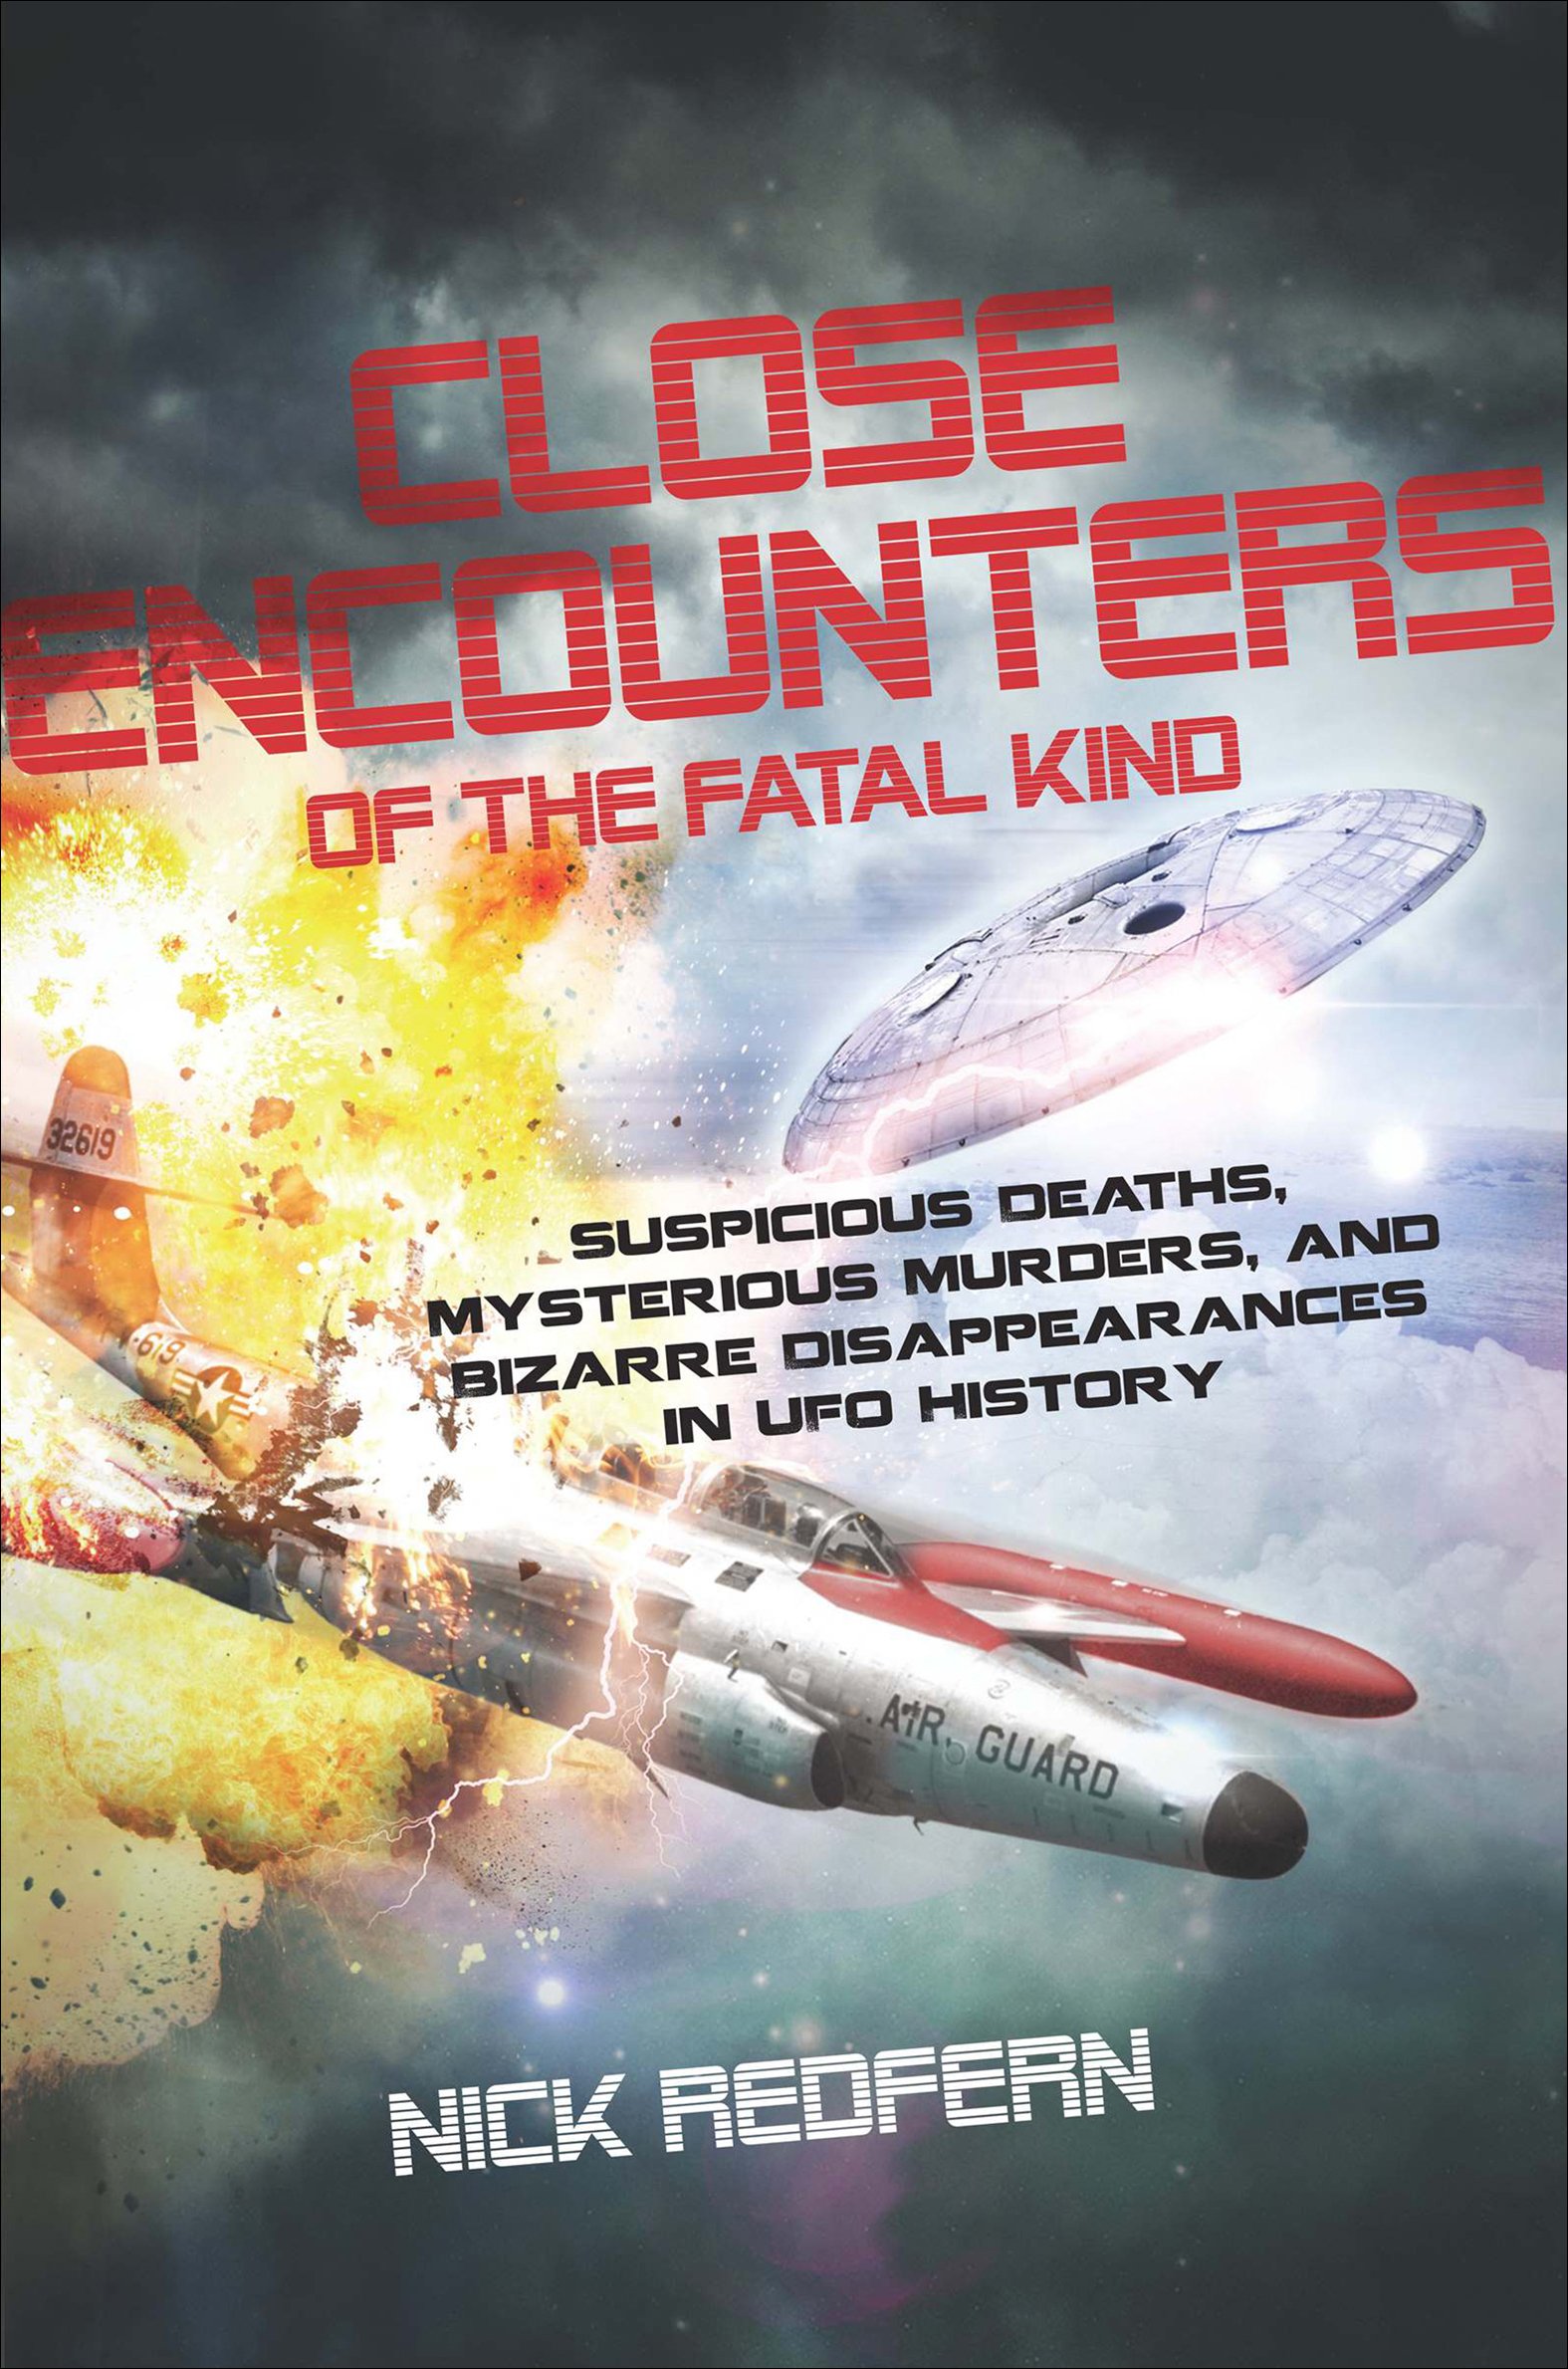 CLOSE
ENCOUNTERS
OF THE FATAL KIND
32619
SUSPICIOUS DEATHS,
MYSTERIOUS MURDERS, AND
BIZARRE DISAPPEARANCES
IN UFO HISTORY
-619
AIR GUARD
NICK REDFERN